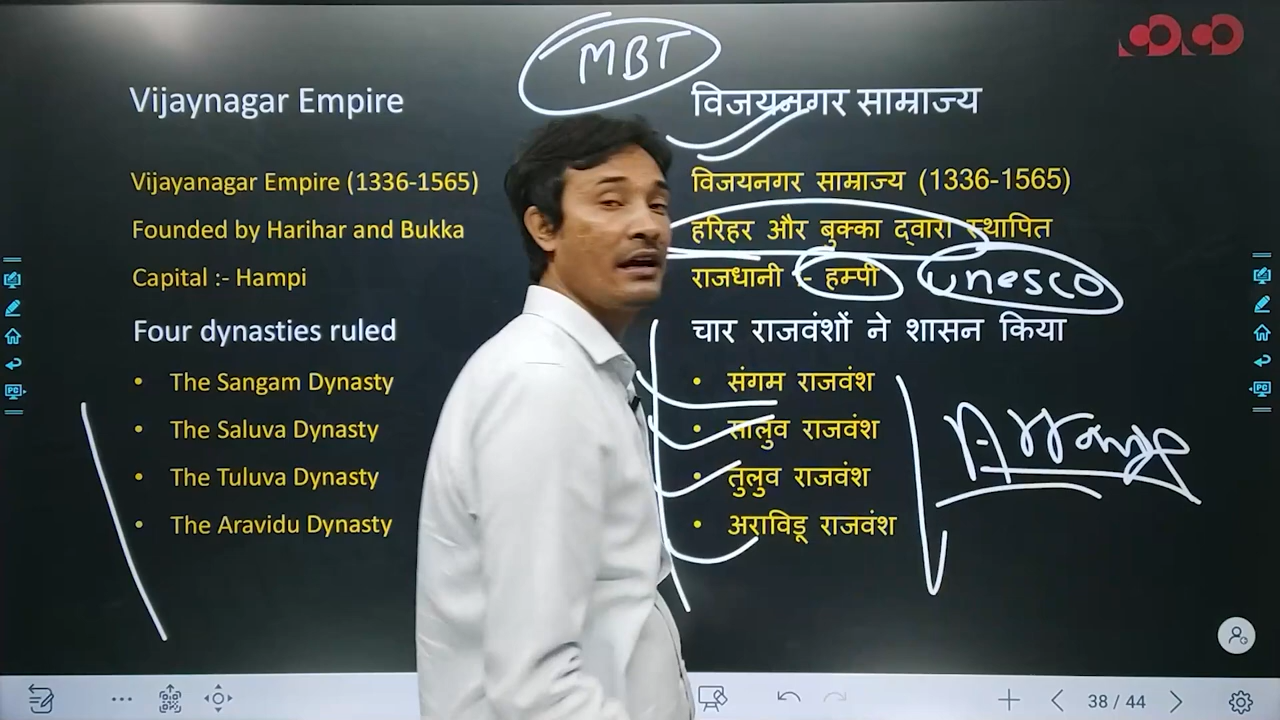 MBT
Vijaynagar Empire
Vijayanagar Empire (1336-1565)
Founded by Harihar and Bukka
Capital :- Hampi
Four dynasties ruled
• The Sangam Dynasty
• The Saluva Dynasty
• The Tuluva Dynasty
• The Aravidu Dynasty
विजयनगर साम्राज्य
विजयनगर साम्राज्य (1336-1565)
हरिहर और बुक्का द्वारा स्थापित
राजधानी :- हम्पी unesco
चार राजवंशों ने शासन किया
• संगम राजवंश
• सालुव राजवंश
• तुलुव राजवंश
• अराविडू राजवंश
Arrange
38 / 44